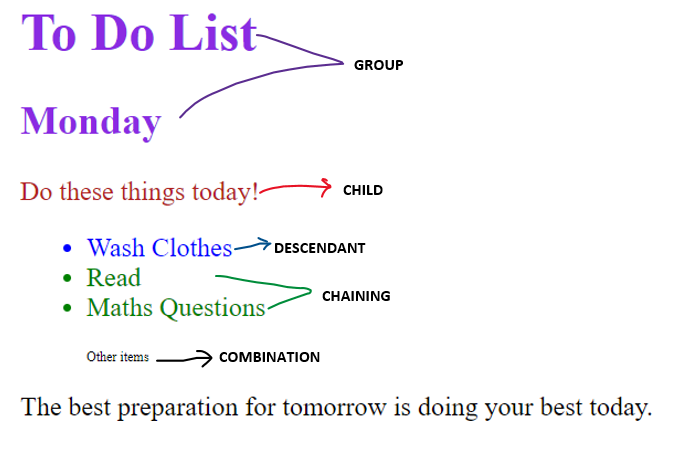 To Do List
GROUP
Monday
Do these things today!
CHILD
Wash Clothes
DESCENDANT
Read
Maths Questions
CHAINING
Other items
COMBINATION
The best preparation for tomorrow is doing your best today.